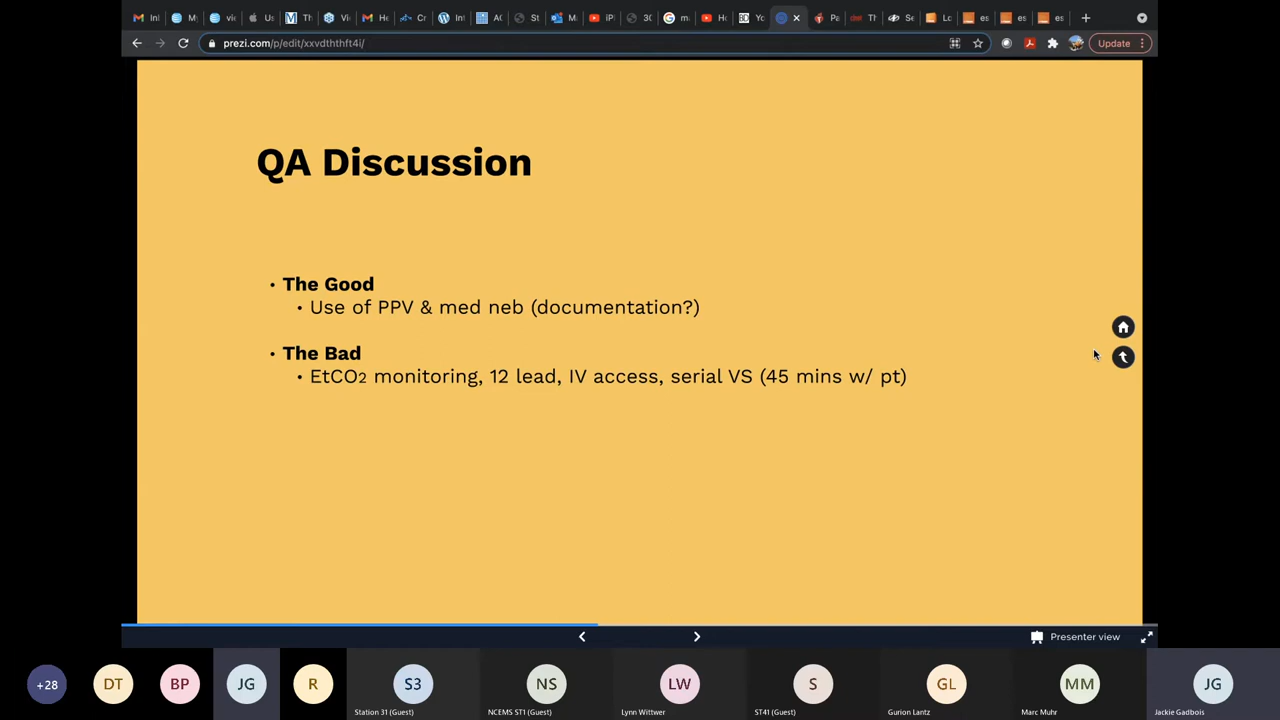 prezi.com/p/edit/xxvdththft4i/
Update
QA Discussion
• The Good
• Use of PPV & med neb (documentation?)
• The Bad
• EtCO2 monitoring, 12 lead, IV access, serial VS (45 mins w/ pt)
Presenter view
+28
DT
BP
JG
R
S3
Station 31 (Guest)
NS
NCEMS ST1 (Guest)
LW
Lynn Wittwer
S
ST41 (Guest)
GL
Gurion Lantz
MM
Marc Muhr
JG
Jackie Gadbois